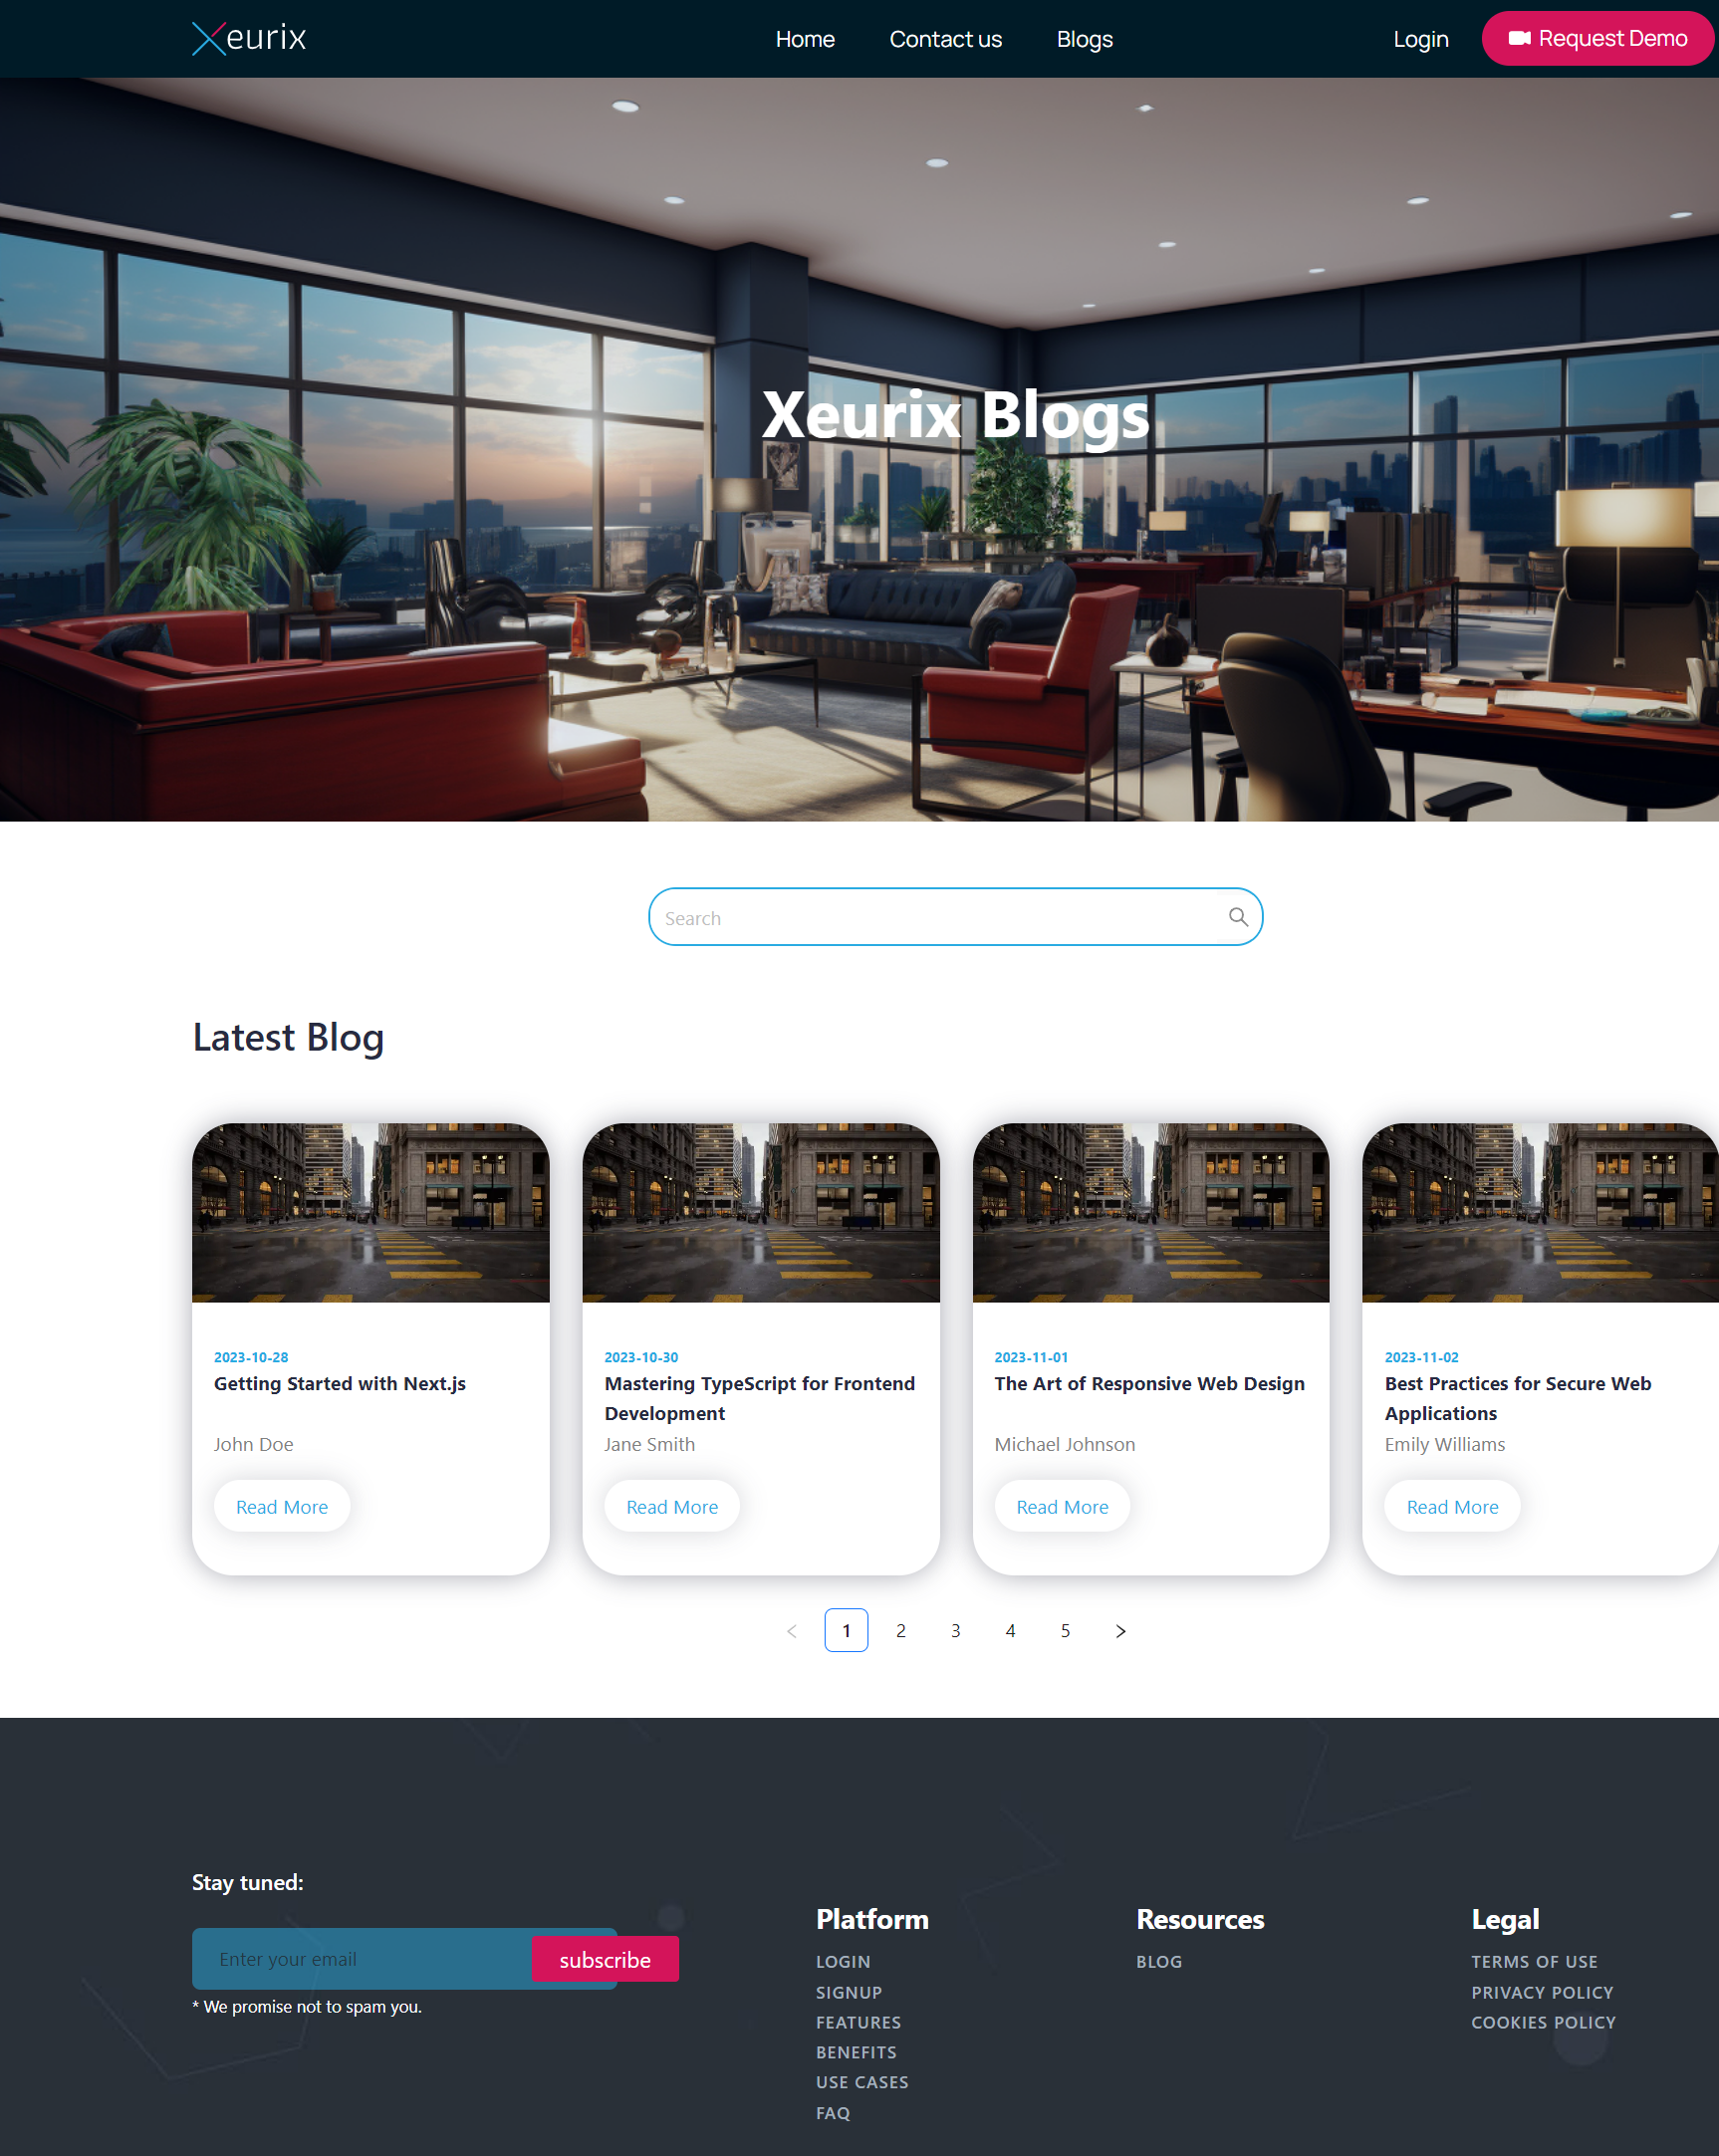 Xeurix
Home
Contact us
Blogs
Login
Request Demo
Xeurix Blogs
Search
Latest Blog
2023-10-28
Getting Started with Next.js
John Doe
Read More
2023-10-30
Mastering TypeScript for Frontend
Development
Jane Smith
Read More
2023-11-01
The Art of Responsive Web Design
Michael Johnson
Read More
2023-11-02
Best Practices for Secure Web
Applications
Emily Williams
Read More
< 1 2 3 4 5 >
Stay tuned:
Enter your email
subscribe
* We promise not to spam you.
Platform
LOGIN
SIGNUP
FEATURES
BENEFITS
USE CASES
FAQ
Resources
BLOG
Legal
TERMS OF USE
PRIVACY POLICY
COOKIES POLICY